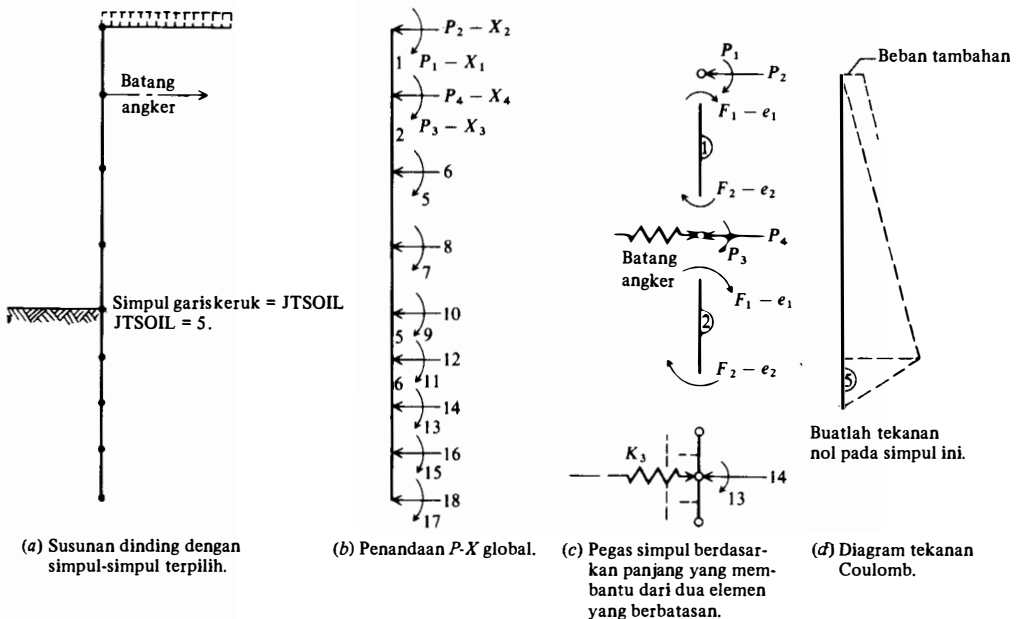 Batang
angker
Simpul gariskeruk = JTSOIL
JTSOIL = 5.
(a) Susunan dinding dengan
simpul-simpul terpilih.
P₂ – X₂
1 P₁ – X₁
P₄ – X₄
2 P₃ – X₃
6
5
8
7
10
5 9
12
6 11
14
13
16
15
18
17
(b) Penandaan P-X global.
P₁
P₂
F₁ – e₁
1
F₂ – e₂
P₄
P₃
Batang
angker
F₁ – e₁
2
F₂ – e₂
K₃
14
13
(c) Pegas simpul berdasar-
kan panjang yang mem-
bantu dari dua elemen
yang berbatasan.
Beban tambahan
5
Buatlah tekanan
nol pada simpul ini.
(d) Diagram tekanan
Coulomb.